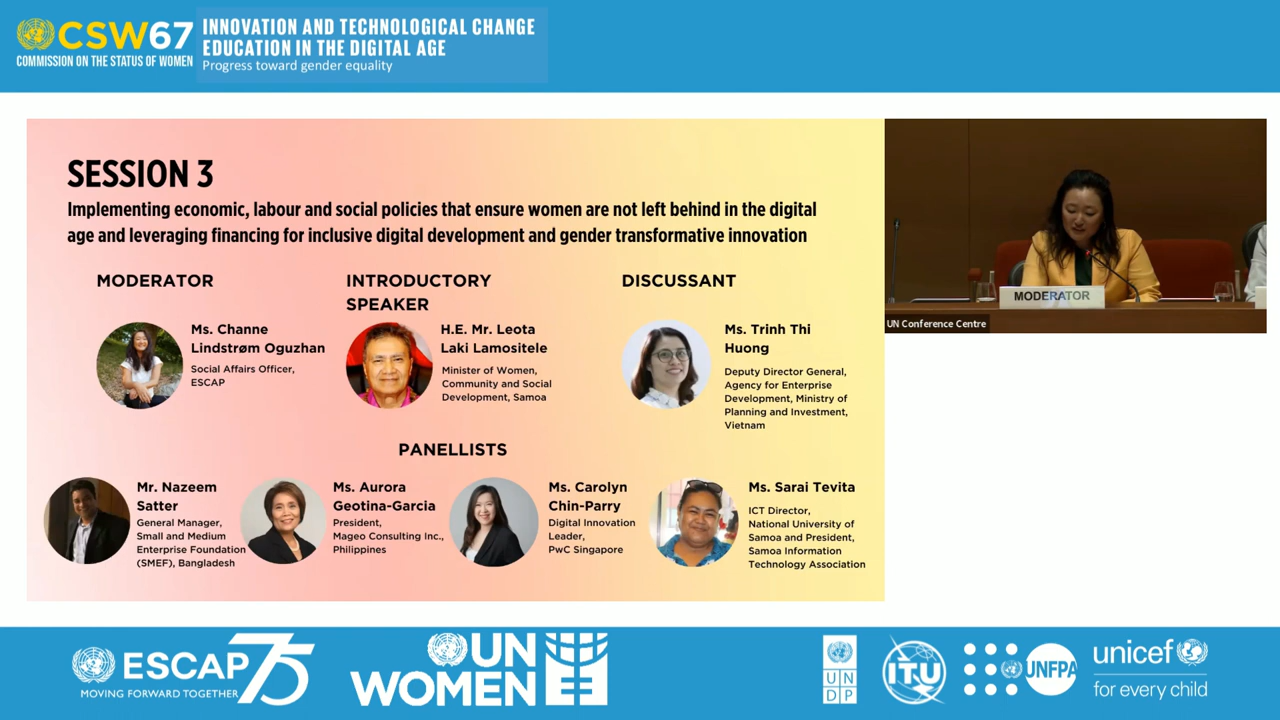 CSW67
COMMISSION ON THE STATUS OF WOMEN
INNOVATION AND TECHNOLOGICAL CHANGE
EDUCATION IN THE DIGITAL AGE
Progress toward gender equality
SESSION 3
Implementing economic, labour and social policies that ensure women are not left behind in the digital
age and leveraging financing for inclusive digital development and gender transformative innovation
MODERATOR
Ms. Channe
Lindstrøm Oguzhan
Social Affairs Officer,
ESCAP
INTRODUCTORY
SPEAKER
H.E. Mr. Leota
Laki Lamositele
Minister of Women,
Community and Social
Development, Samoa
DISCUSSANT
Ms. Trinh Thi
Huong
Deputy Director General,
Agency for Enterprise
Development, Ministry of
Planning and Investment,
Vietnam
PANELLISTS
Mr. Nazeem
Satter
General Manager,
Small and Medium
Enterprise Foundation
(SMEF), Bangladesh
Ms. Aurora
Geotina-Garcia
President,
Mageo Consulting Inc.,
Philippines
Ms. Carolyn
Chin-Parry
Digital Innovation
Leader,
PwC Singapore
Ms. Sarai Tevita
ICT Director,
National University of
Samoa and President,
Samoa Information
Technology Association
MODERATOR
UN Conference Centre
ESCAP 75
MOVING FORWARD TOGETHER
UN
WOMEN
U N
D P
ITU
UNFPA
unicef
for every child